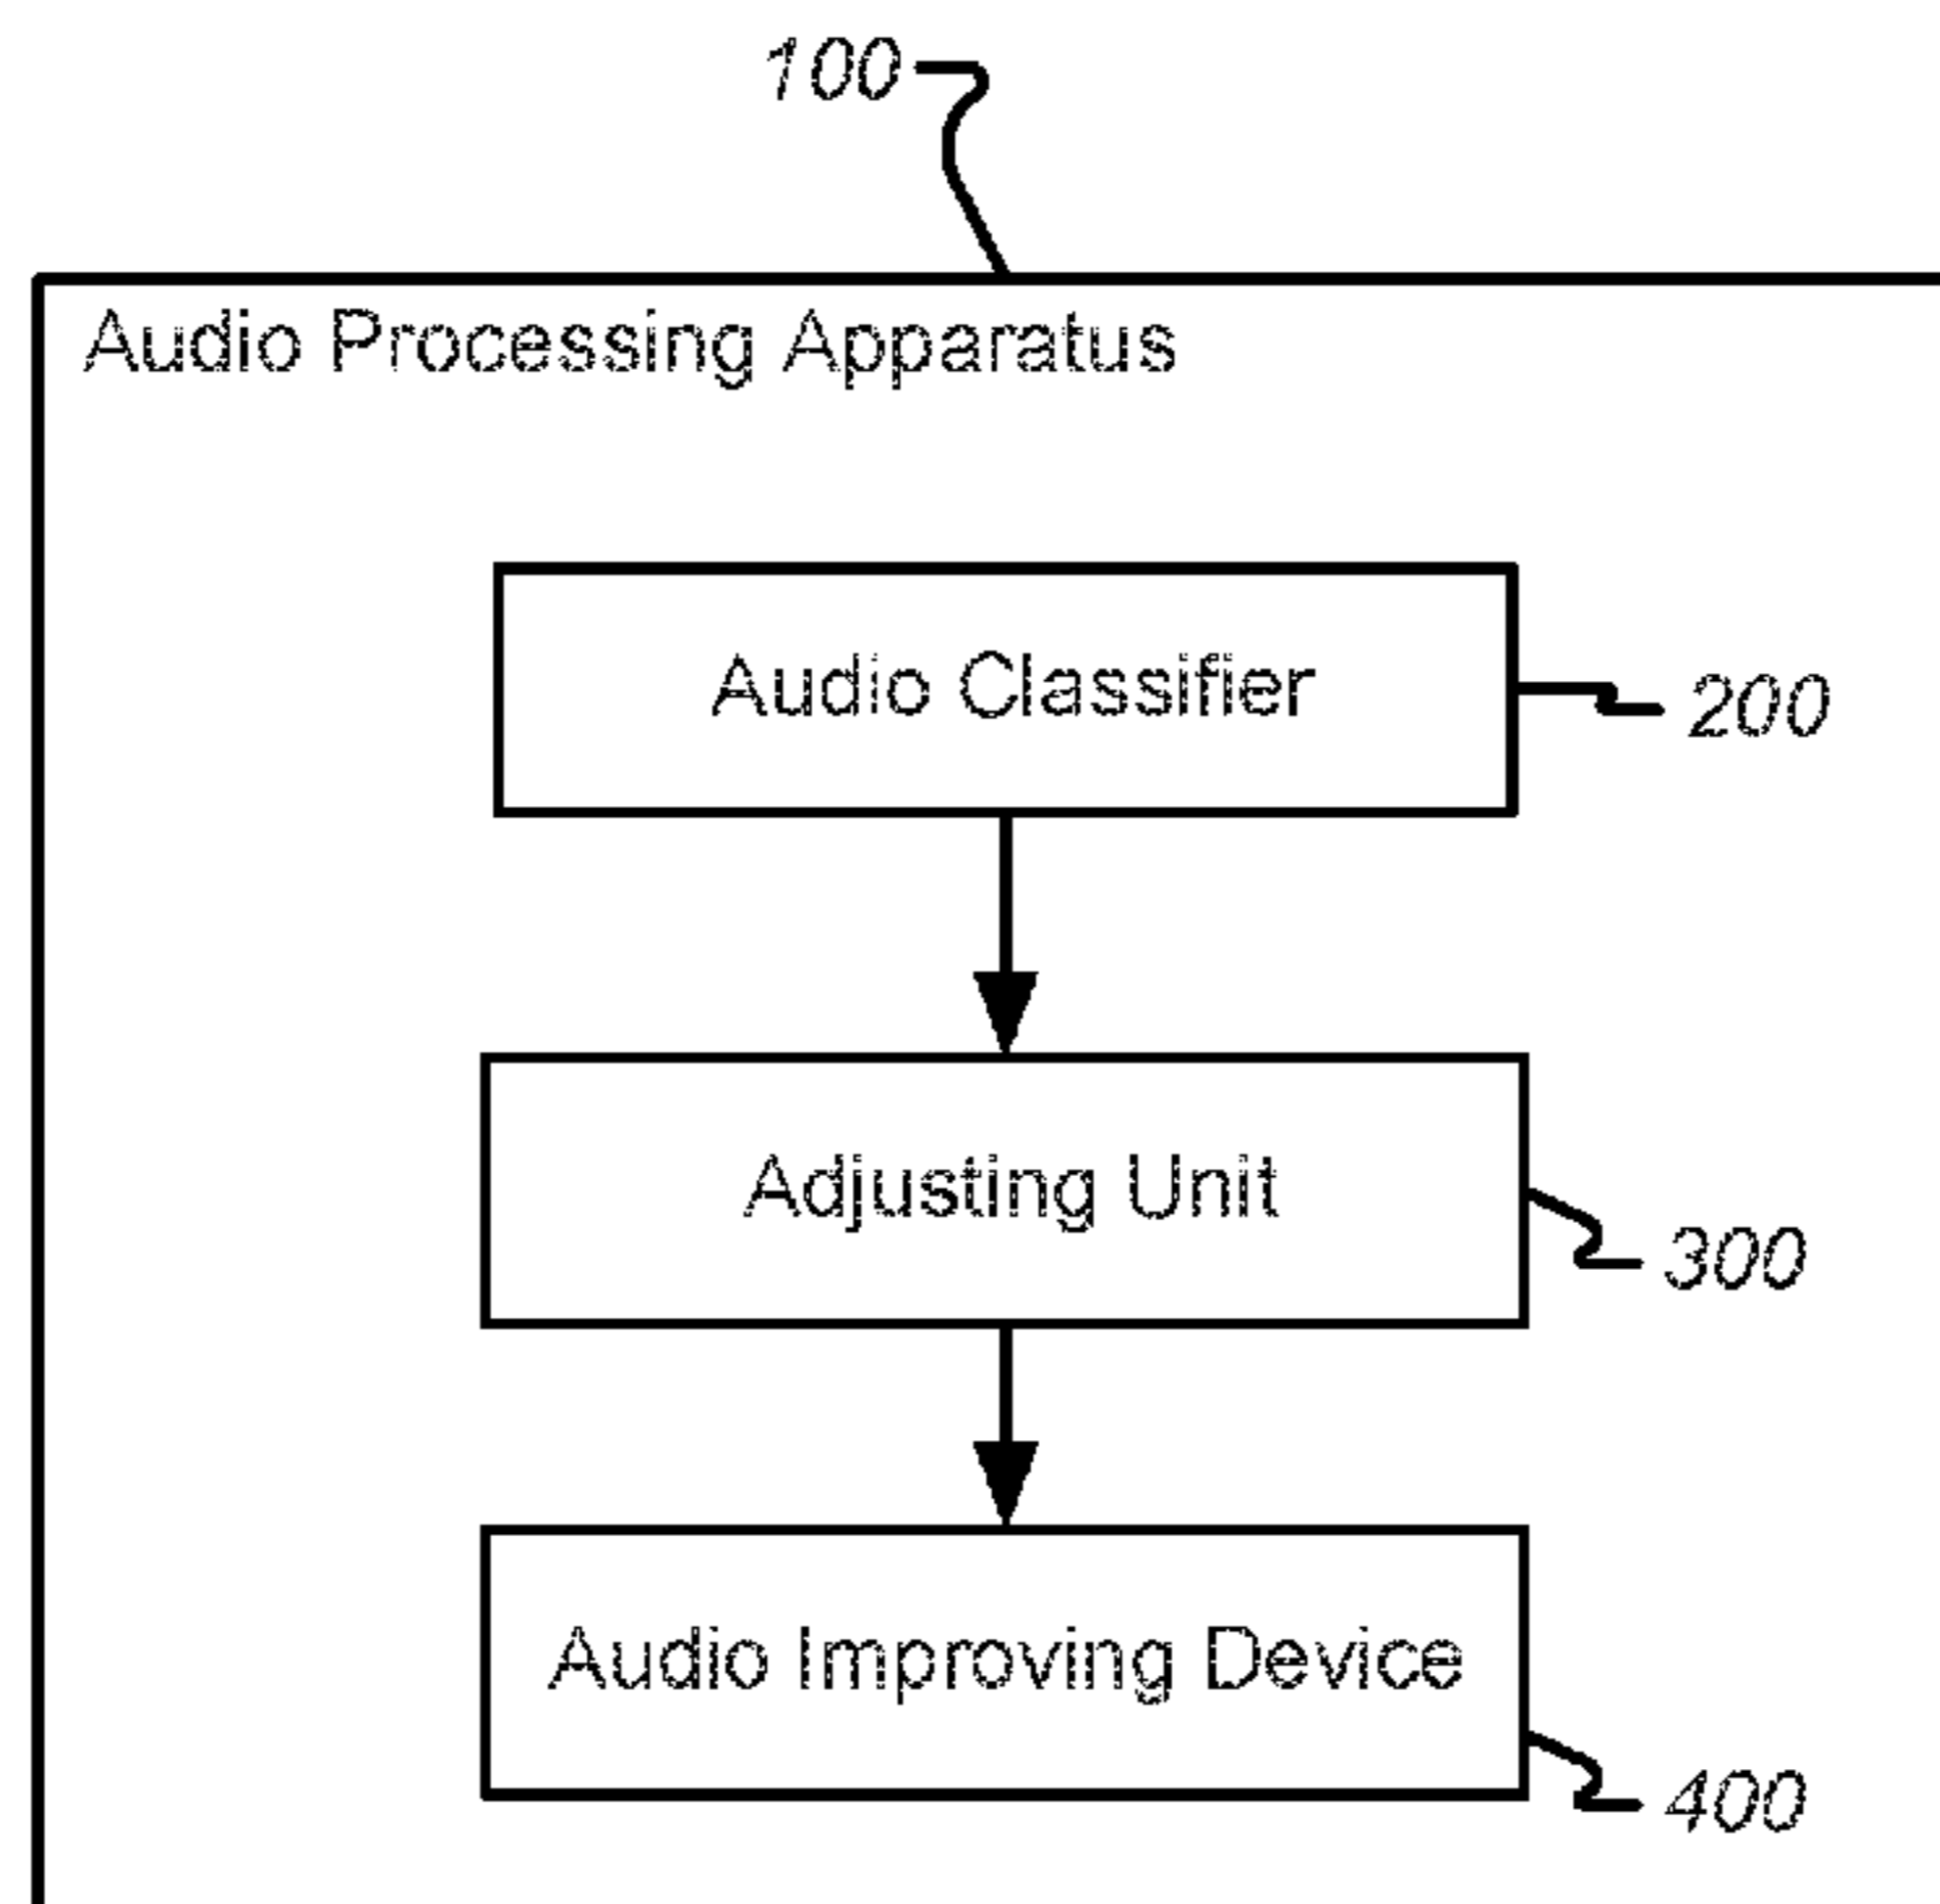 100
Audio Processing Apparatus
Audio Classifier
200
Adjusting Unit
300
Audio Improving Device
400